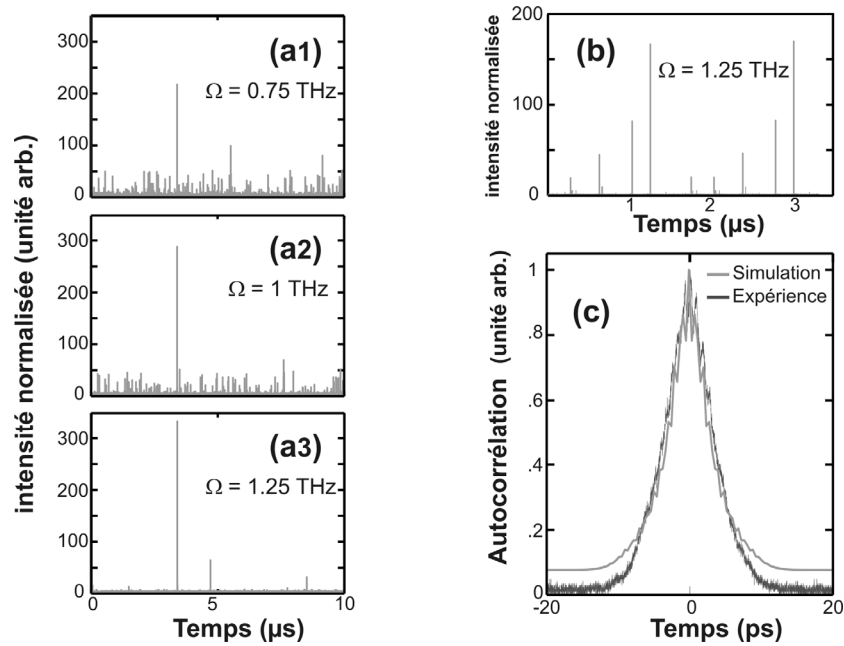 intensité normalisée (unité arb.)
(a1)
Ω = 0.75 THz
300
200
100
0
(a2)
Ω = 1 THz
300
200
100
0
(a3)
Ω = 1.25 THz
300
200
100
0
0 5 10
Temps (µs)
intensité normalisée
(b)
Ω = 1.25 THz
200
100
0
1 2 3
Temps (µs)
Autocorrélation (unité arb.)
(c)
Simulation
Expérience
1
.8
.6
.4
.2
0
-20 0 20
Temps (ps)